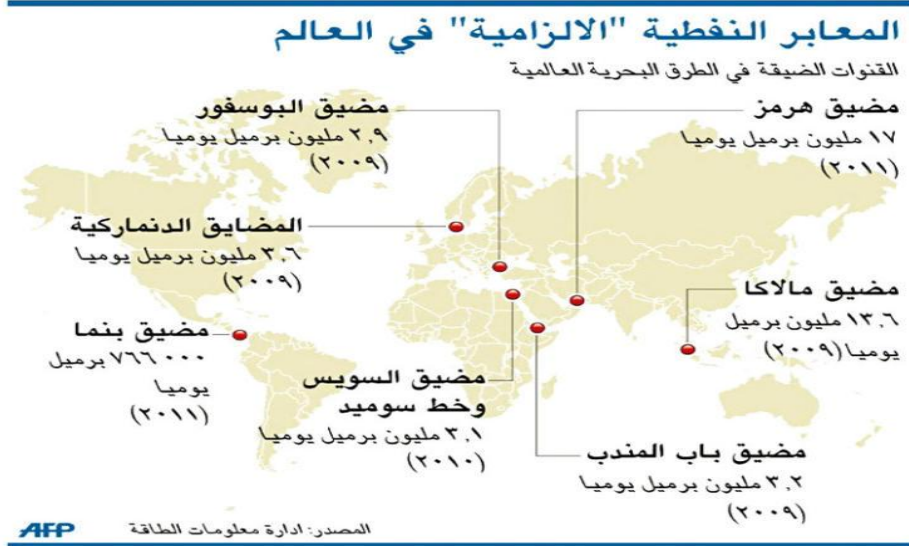 المعابر النفطية "الالزامية" في العالم
القنوات الضيقة في الطرق البحرية العالمية
مضيق هرمز
١٧ مليون برميل يوميا
(٢٠١١)
مضيق البوسفور
٢,٩ مليون برميل يوميا
(٢٠٠٩)
المضايق الدنماركية
٣,٦ مليون برميل يوميا
(٢٠٠٩)
مضيق مالاكا
١٣,٦ مليون برميل
يوميا (٢٠٠٩)
مضيق بنما
٧٦٦٠٠٠ برميل
يوميا
(٢٠١١)
مضيق السويس
وخط سوميد
٣,١ مليون برميل يوميا
(٢٠١٠)
مضيق باب المندب
٣,٢ مليون برميل يوميا
(٢٠٠٩)
المصدر: ادارة معلومات الطاقة
AFP